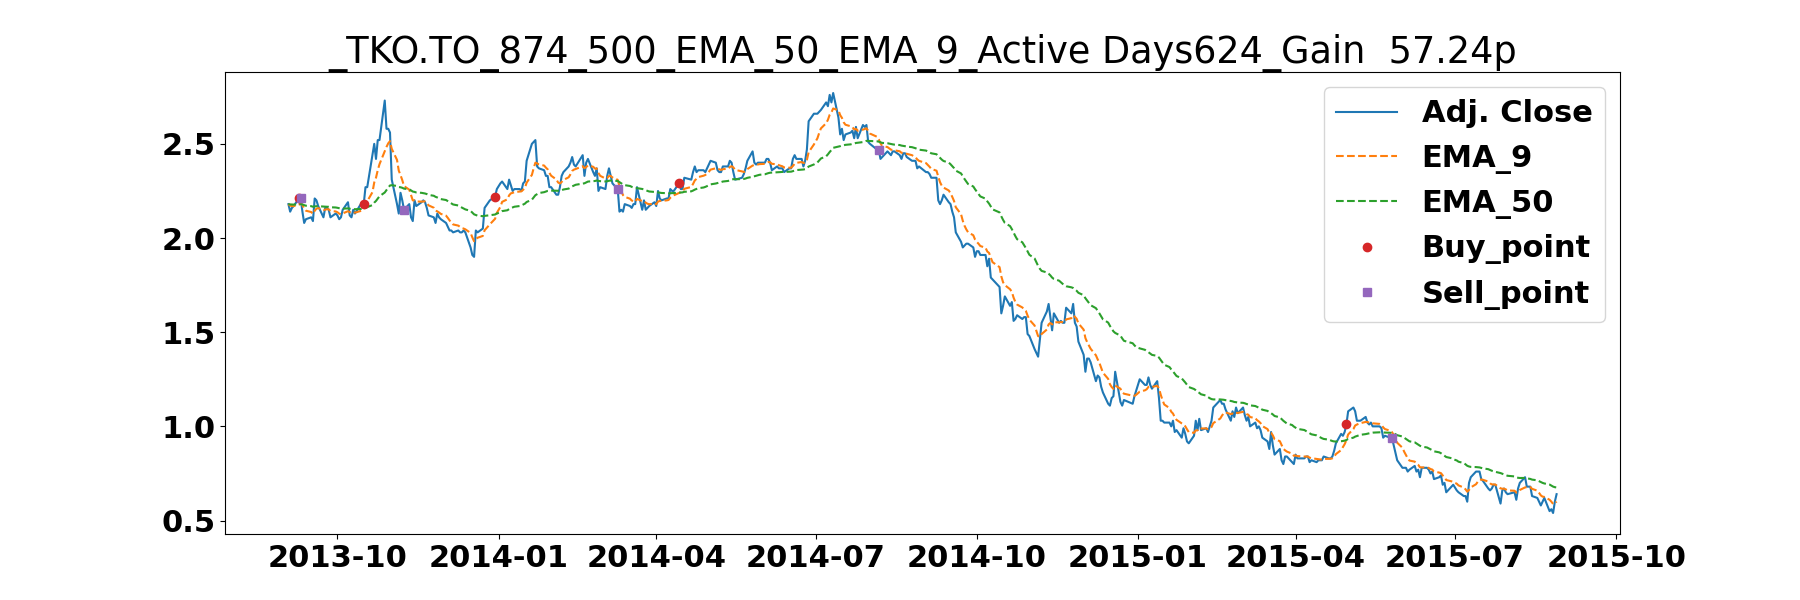 _TKO.TO_874_500_EMA_50_EMA_9_Active Days624_Gain  57.24p
Adj. Close
EMA_9
EMA_50
Buy_point
Sell_point
2.5
2.0
1.5
1.0
0.5
2013-10
2014-01
2014-04
2014-07
2014-10
2015-01
2015-04
2015-07
2015-10